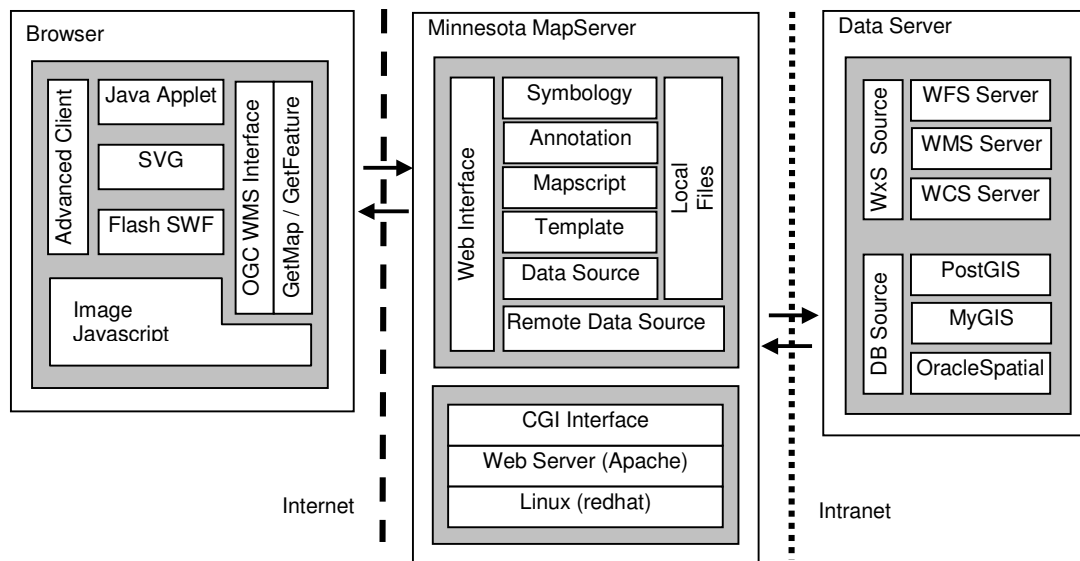 Browser
Advanced Client
Java Applet
SVG
Flash SWF
OGC WMS Interface
GetMap / GetFeature
Image
Javascript
Internet
Minnesota MapServer
Web Interface
Symbology
Annotation
Mapscript
Template
Data Source
Local
Files
Remote Data Source
CGI Interface
Web Server (Apache)
Linux (redhat)
Intranet
Data Server
WxS Source
WFS Server
WMS Server
WCS Server
DB Source
PostGIS
MyGIS
OracleSpatial